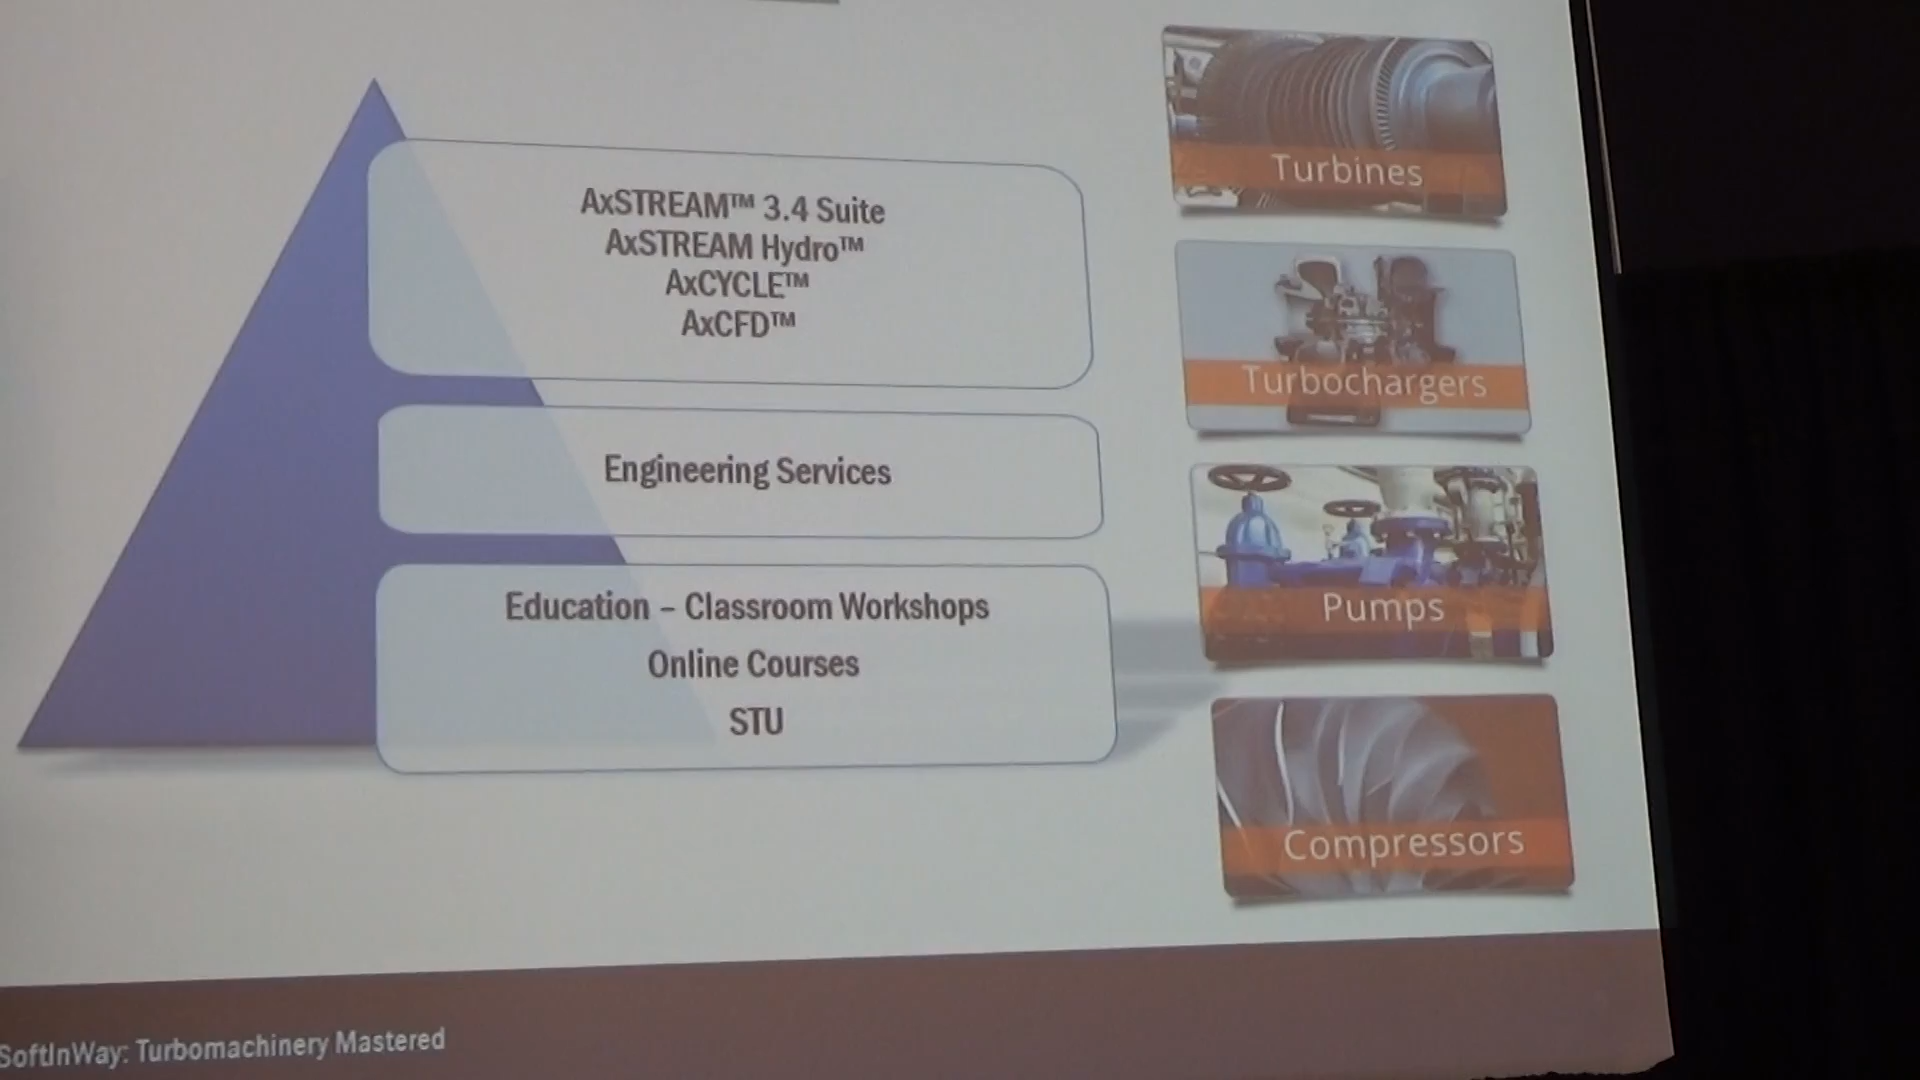 AxSTREAM™ 3.4 Suite
AxSTREAM Hydro™
AxCYCLE™
AxCFD™
Engineering Services
Education – Classroom Workshops
Online Courses
STU
Turbines
Turbochargers
Pumps
Compressors
SoftInWay: Turbomachinery Mastered